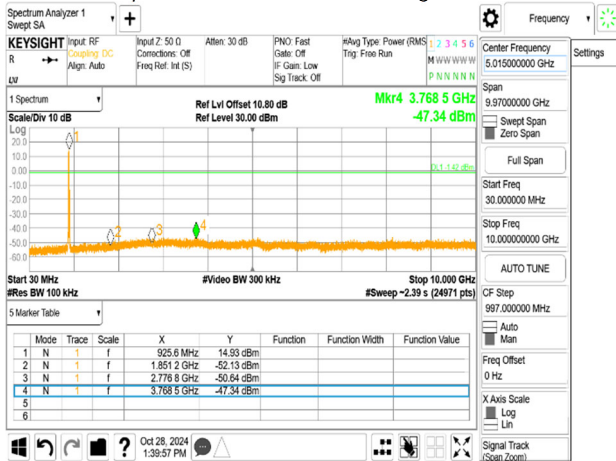 Spectrum Analyzer 1
Swept SA
+
Frequency
Settings
KEYSIGHT
R
LXI
Input: RF
Coupling: DC
Align: Auto
Input Z: 50 Ω
Corrections: Off
Freq Ref: Int (S)
Atten: 30 dB
PNO: Fast
Gate: Off
IF Gain: Low
Sig Track: Off
#Avg Type: Power (RMS
Trig: Free Run
1 2 3 4 5 6
M W W W W W
P N N N N N
1 Spectrum
Scale/Div 10 dB
Ref Lvl Offset 10.80 dB
Ref Level 30.00 dBm
Mkr4 3.768 5 GHz
-47.34 dBm
Log
20.0
10.0
0.00
-10.0
-20.0
-30.0
-40.0
-50.0
-60.0
1
2
3
4
DL1 -1.42 dBm
Start 30 MHz
#Res BW 100 kHz
#Video BW 300 kHz
Stop 10.000 GHz
#Sweep ~2.39 s (24971 pts)
5 Marker Table
Mode Trace Scale X Y Function Function Width Function Value
1 N 1 f 925.6 MHz 14.93 dBm
2 N 1 f 1.851 2 GHz -52.13 dBm
3 N 1 f 2.776 8 GHz -50.64 dBm
4 N 1 f 3.768 5 GHz -47.34 dBm
5
6
Center Frequency
5.015000000 GHz
Span
9.97000000 GHz
Swept Span
Zero Span
Full Span
Start Freq
30.000000 MHz
Stop Freq
10.000000000 GHz
AUTO TUNE
CF Step
997.000000 MHz
Auto
Man
Freq Offset
0 Hz
X Axis Scale
Log
Lin
Signal Track
(Span Zoom)
?
Oct 28, 2024
1:39:57 PM